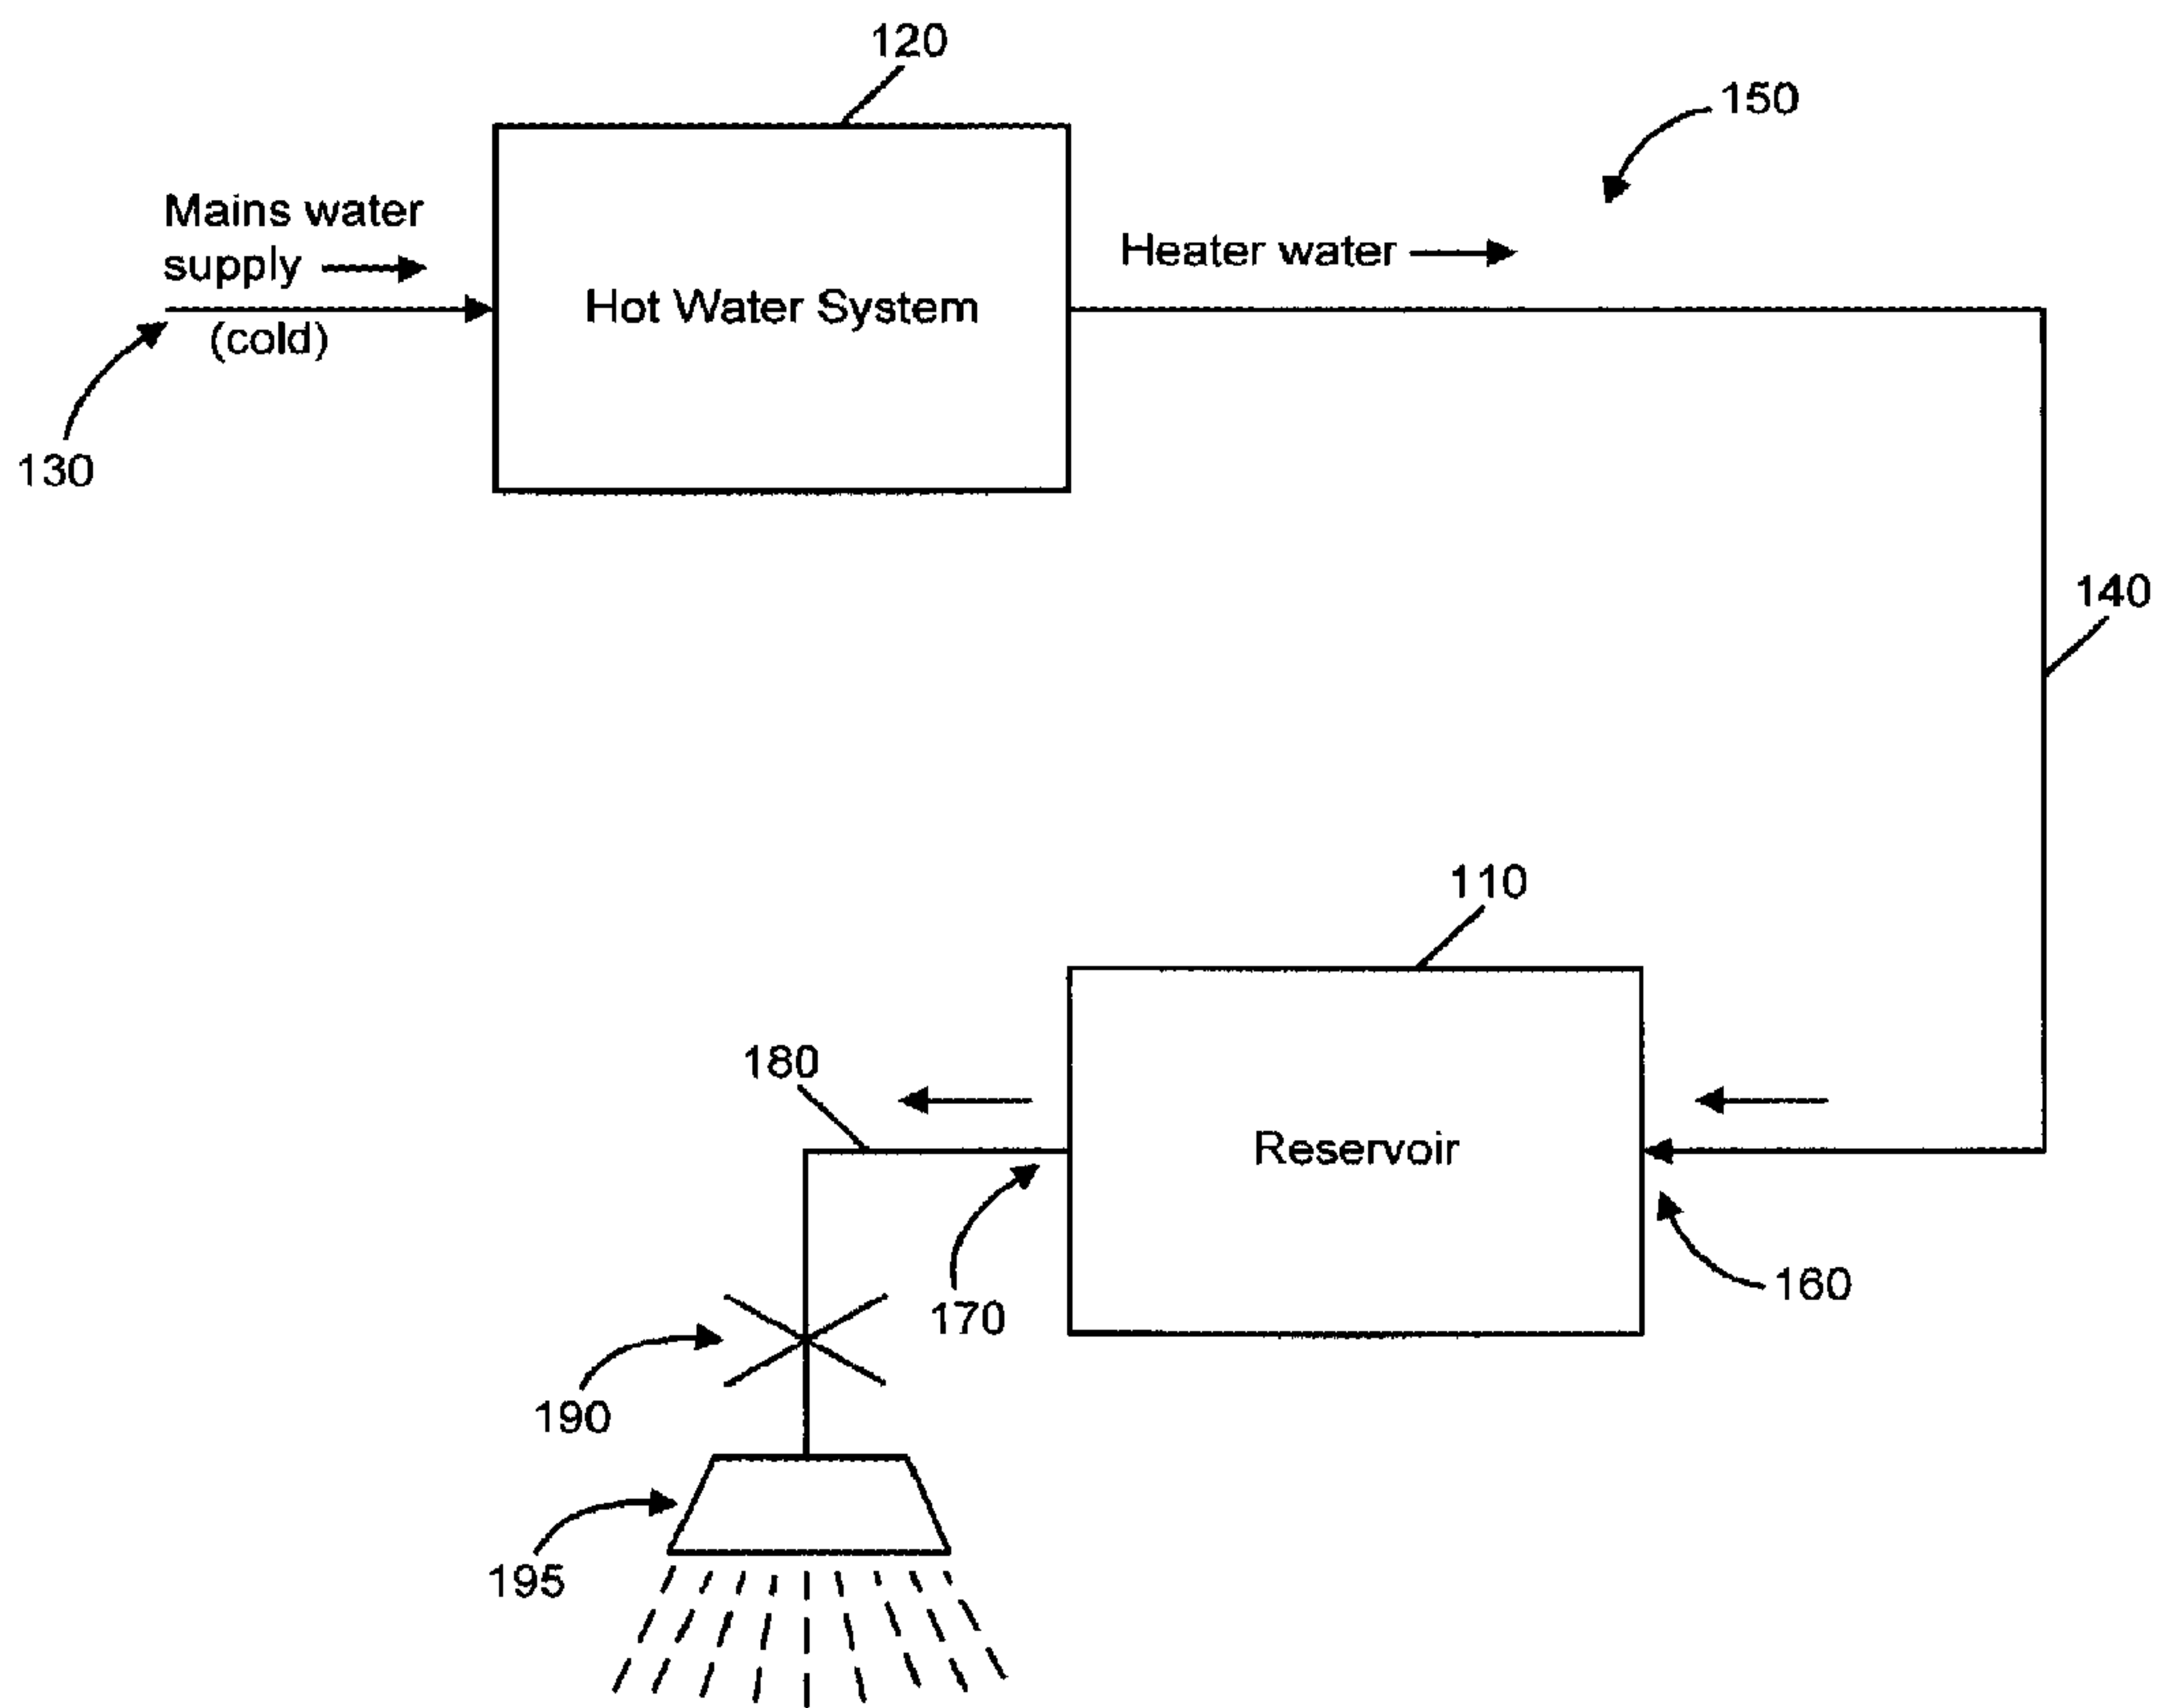 120
150
Mains water
supply
Heater water
Hot Water System
(cold)
130
140
110
180
Reservoir
170
160
190
195